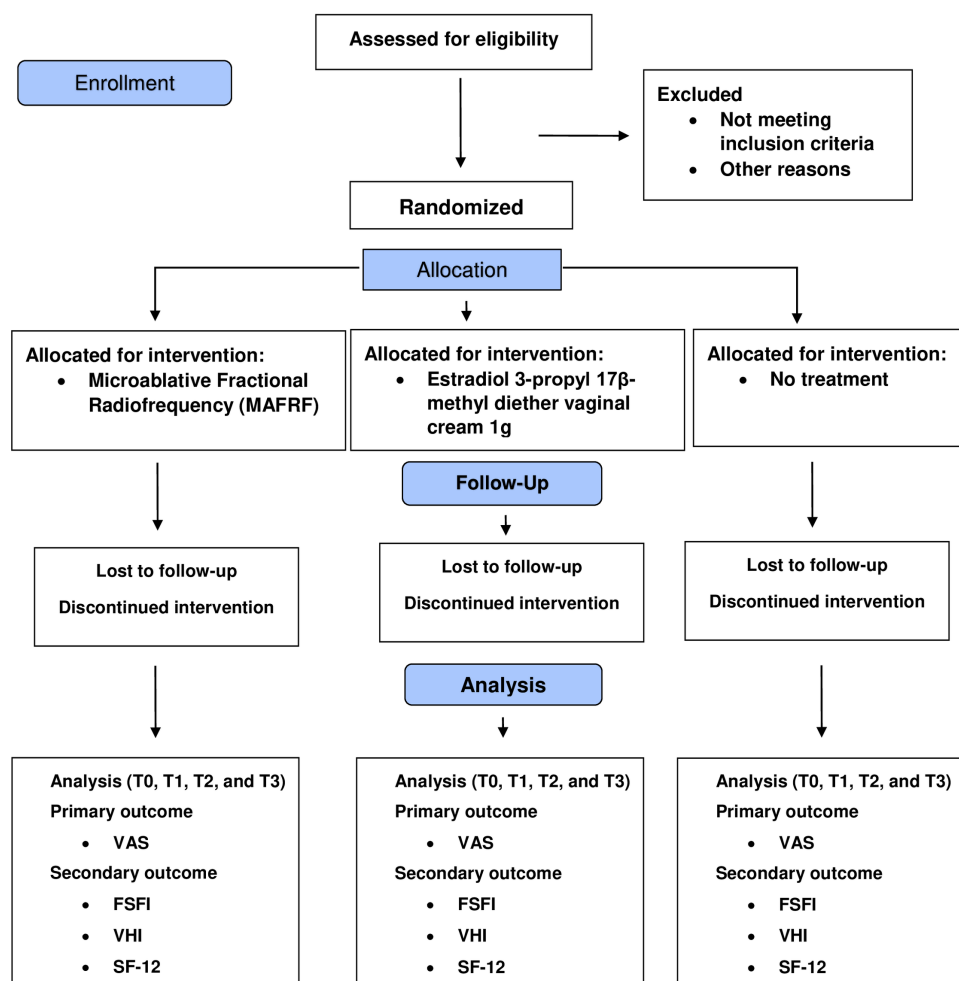 Assessed for eligibility
Enrollment
Excluded
• Not meeting
inclusion criteria
• Other reasons
Randomized
Allocation
Allocated for intervention:
• Microablative Fractional
Radiofrequency (MAFRF)
Allocated for intervention:
• Estradiol 3-propyl 17β-
methyl diether vaginal
cream 1g
Allocated for intervention:
• No treatment
Follow-Up
Lost to follow-up
Discontinued intervention
Lost to follow-up
Discontinued intervention
Lost to follow-up
Discontinued intervention
Analysis
Analysis (T0, T1, T2, and T3)
Primary outcome
• VAS
Secondary outcome
• FSFI
• VHI
• SF-12
Analysis (T0, T1, T2, and T3)
Primary outcome
• VAS
Secondary outcome
• FSFI
• VHI
• SF-12
Analysis (T0, T1, T2, and T3)
Primary outcome
• VAS
Secondary outcome
• FSFI
• VHI
• SF-12